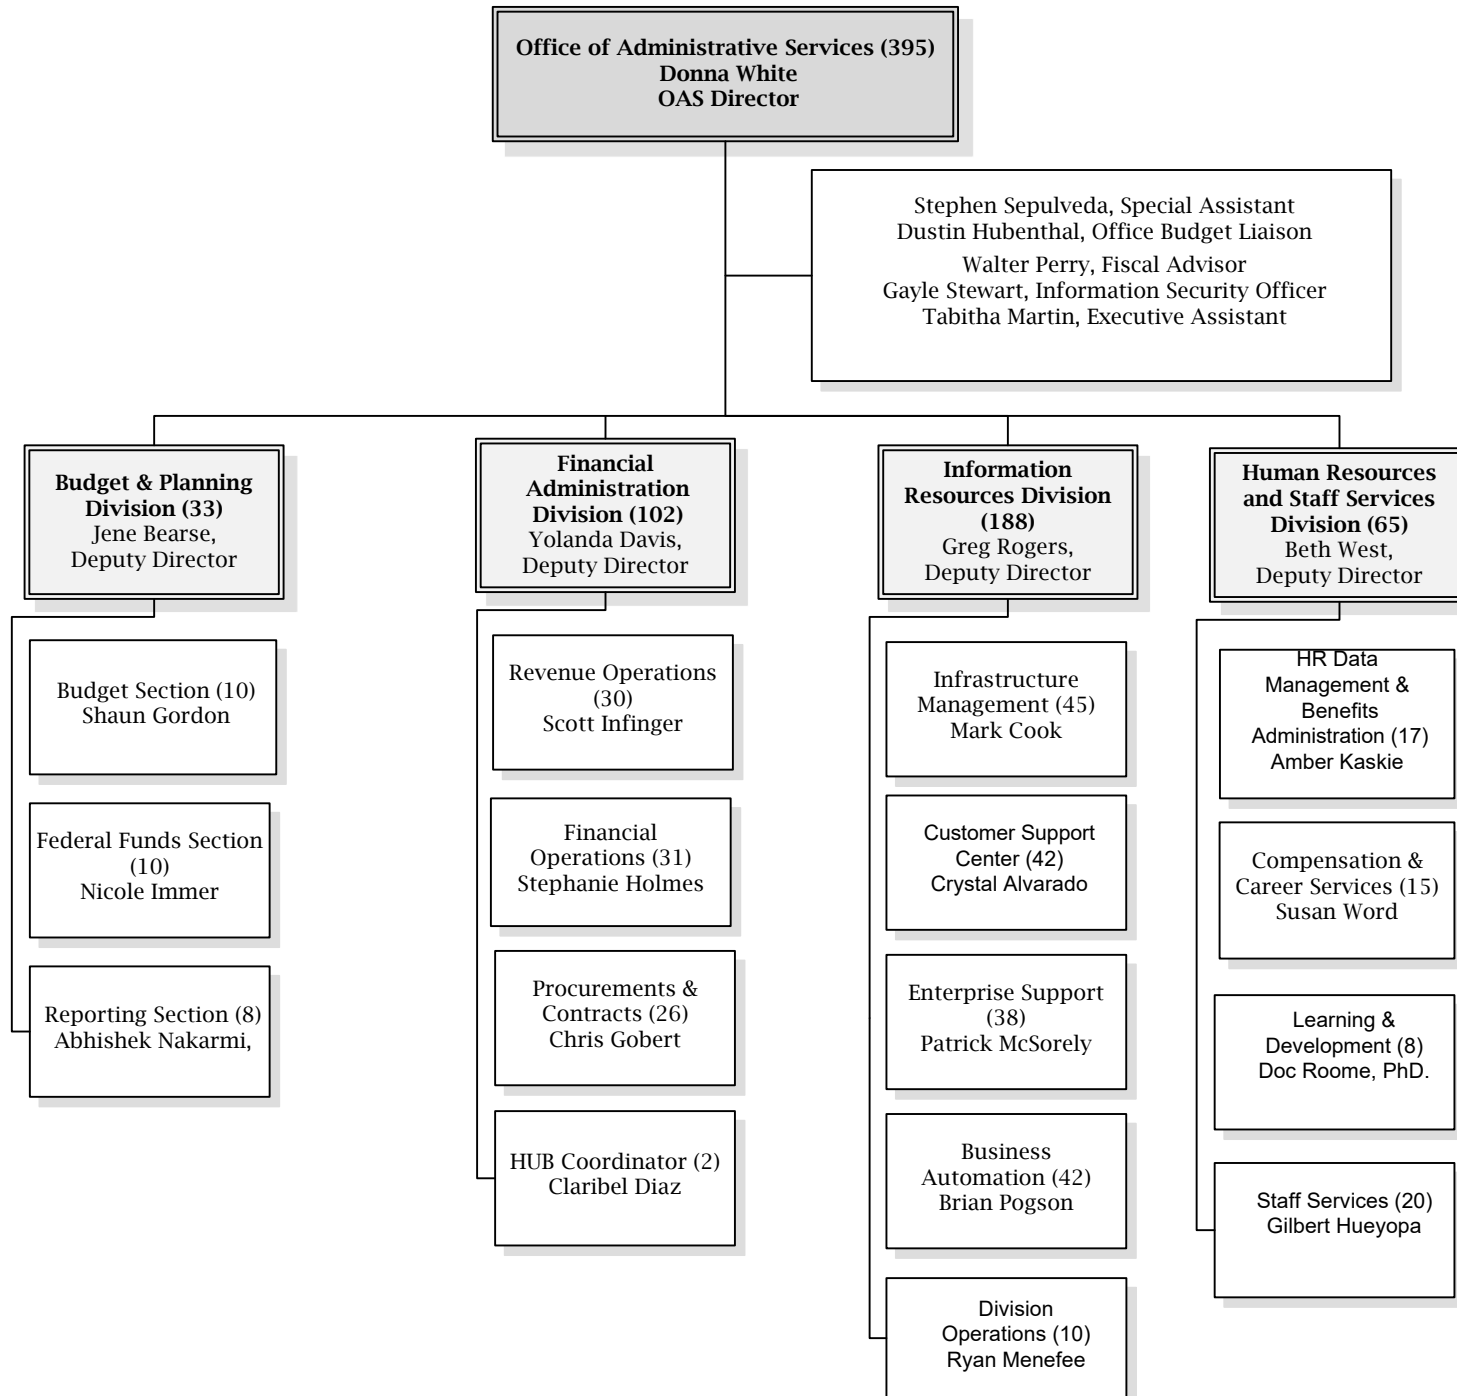 Office of Administrative Services (395)
Donna White
OAS Director
Stephen Sepulveda, Special Assistant
Dustin Hubenthal, Office Budget Liaison
Walter Perry, Fiscal Advisor
Gayle Stewart, Information Security Officer
Tabitha Martin, Executive Assistant
Budget & Planning
Division (33)
Jene Bearse,
Deputy Director
Budget Section (10)
Shaun Gordon
Federal Funds Section
(10)
Nicole Immer
Reporting Section (8)
Abhishek Nakarmi,
Financial
Administration
Division (102)
Yolanda Davis,
Deputy Director
Revenue Operations
(30)
Scott Infinger
Financial
Operations (31)
Stephanie Holmes
Procurements &
Contracts (26)
Chris Gobert
HUB Coordinator (2)
Claribel Diaz
Information
Resources Division
(188)
Greg Rogers,
Deputy Director
Infrastructure
Management (45)
Mark Cook
Customer Support
Center (42)
Crystal Alvarado
Enterprise Support
(38)
Patrick McSorely
Business
Automation (42)
Brian Pogson
Division
Operations (10)
Ryan Menefee
Human Resources
and Staff Services
Division (65)
Beth West,
Deputy Director
HR Data
Management &
Benefits
Administration (17)
Amber Kaskie
Compensation &
Career Services (15)
Susan Word
Learning &
Development (8)
Doc Roome, PhD.
Staff Services (20)
Gilbert Hueyopa